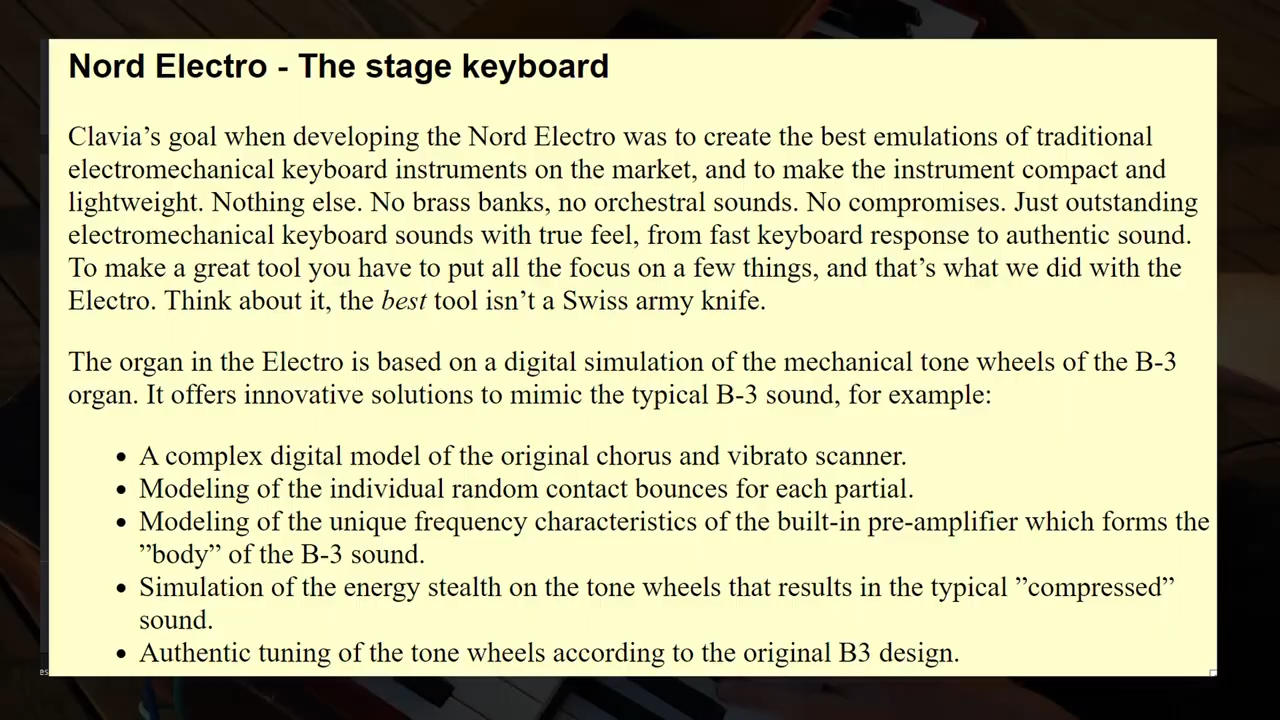 Nord Electro - The stage keyboard
Clavia’s goal when developing the Nord Electro was to create the best emulations of traditional
electromechanical keyboard instruments on the market, and to make the instrument compact and
lightweight. Nothing else. No brass banks, no orchestral sounds. No compromises. Just outstanding
electromechanical keyboard sounds with true feel, from fast keyboard response to authentic sound.
To make a great tool you have to put all the focus on a few things, and that’s what we did with the
Electro. Think about it, the best tool isn’t a Swiss army knife.
The organ in the Electro is based on a digital simulation of the mechanical tone wheels of the B-3
organ. It offers innovative solutions to mimic the typical B-3 sound, for example:
• A complex digital model of the original chorus and vibrato scanner.
• Modeling of the individual random contact bounces for each partial.
• Modeling of the unique frequency characteristics of the built-in pre-amplifier which forms the
”body” of the B-3 sound.
• Simulation of the energy stealth on the tone wheels that results in the typical ”compressed”
sound.
• Authentic tuning of the tone wheels according to the original B3 design.